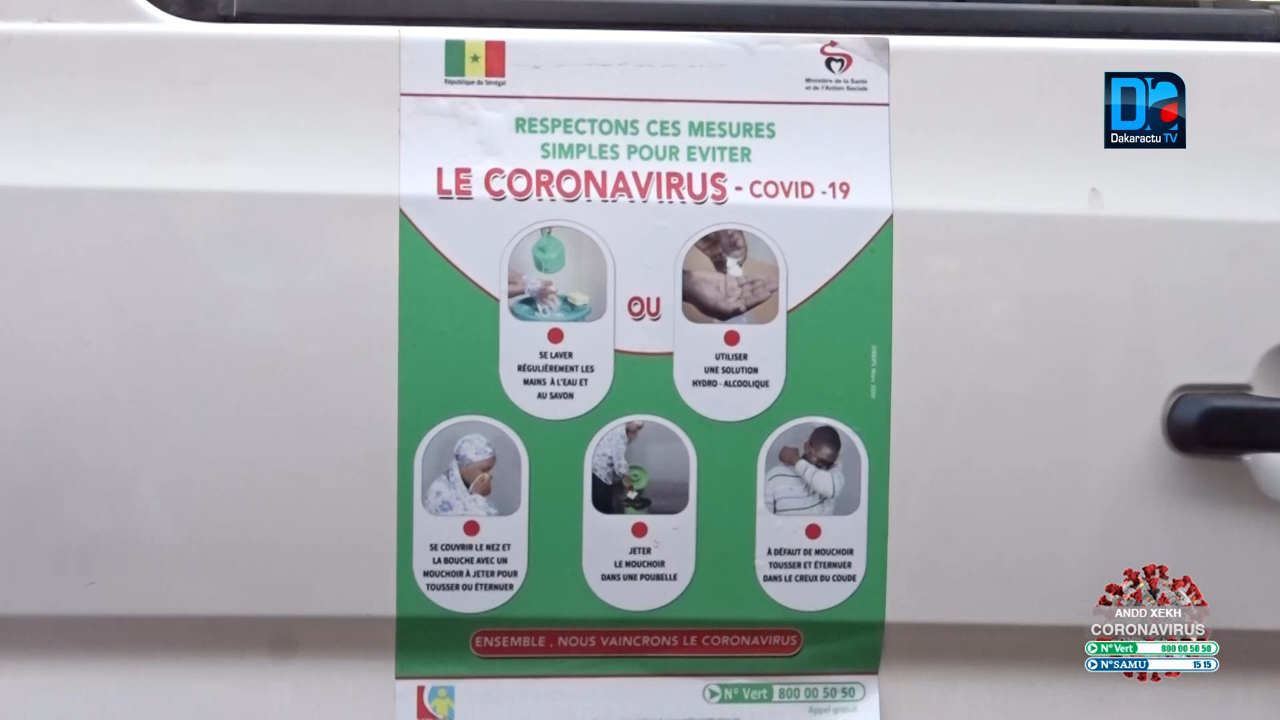 République du Sénégal
Ministère de la Santé
et de l'Action Sociale
RESPECTONS CES MESURES
SIMPLES POUR EVITER
LE CORONAVIRUS - COVID -19
OU
SE LAVER
RÉGULIÈREMENT LES
MAINS À L'EAU ET
AU SAVON
UTILISER
UNE SOLUTION
HYDRO - ALCOOLIQUE
SE COUVRIR LE NEZ ET
LA BOUCHE AVEC UN
MOUCHOIR À JETER POUR
TOUSSER OU ÉTERNUER
JETER
LE MOUCHOIR
DANS UNE POUBELLE
À DÉFAUT DE MOUCHOIR
TOUSSER ET ÉTERNUER
DANS LE CREUX DU COUDE
ENSEMBLE , NOUS VAINCRONS LE CORONAVIRUS
N° Vert 800 00 50 50
Appel gratuit
Da
Dakaractu TV
ANDD XEKH
CORONAVIRUS
N° Vert 800 00 50 50
N° SAMU 15 15